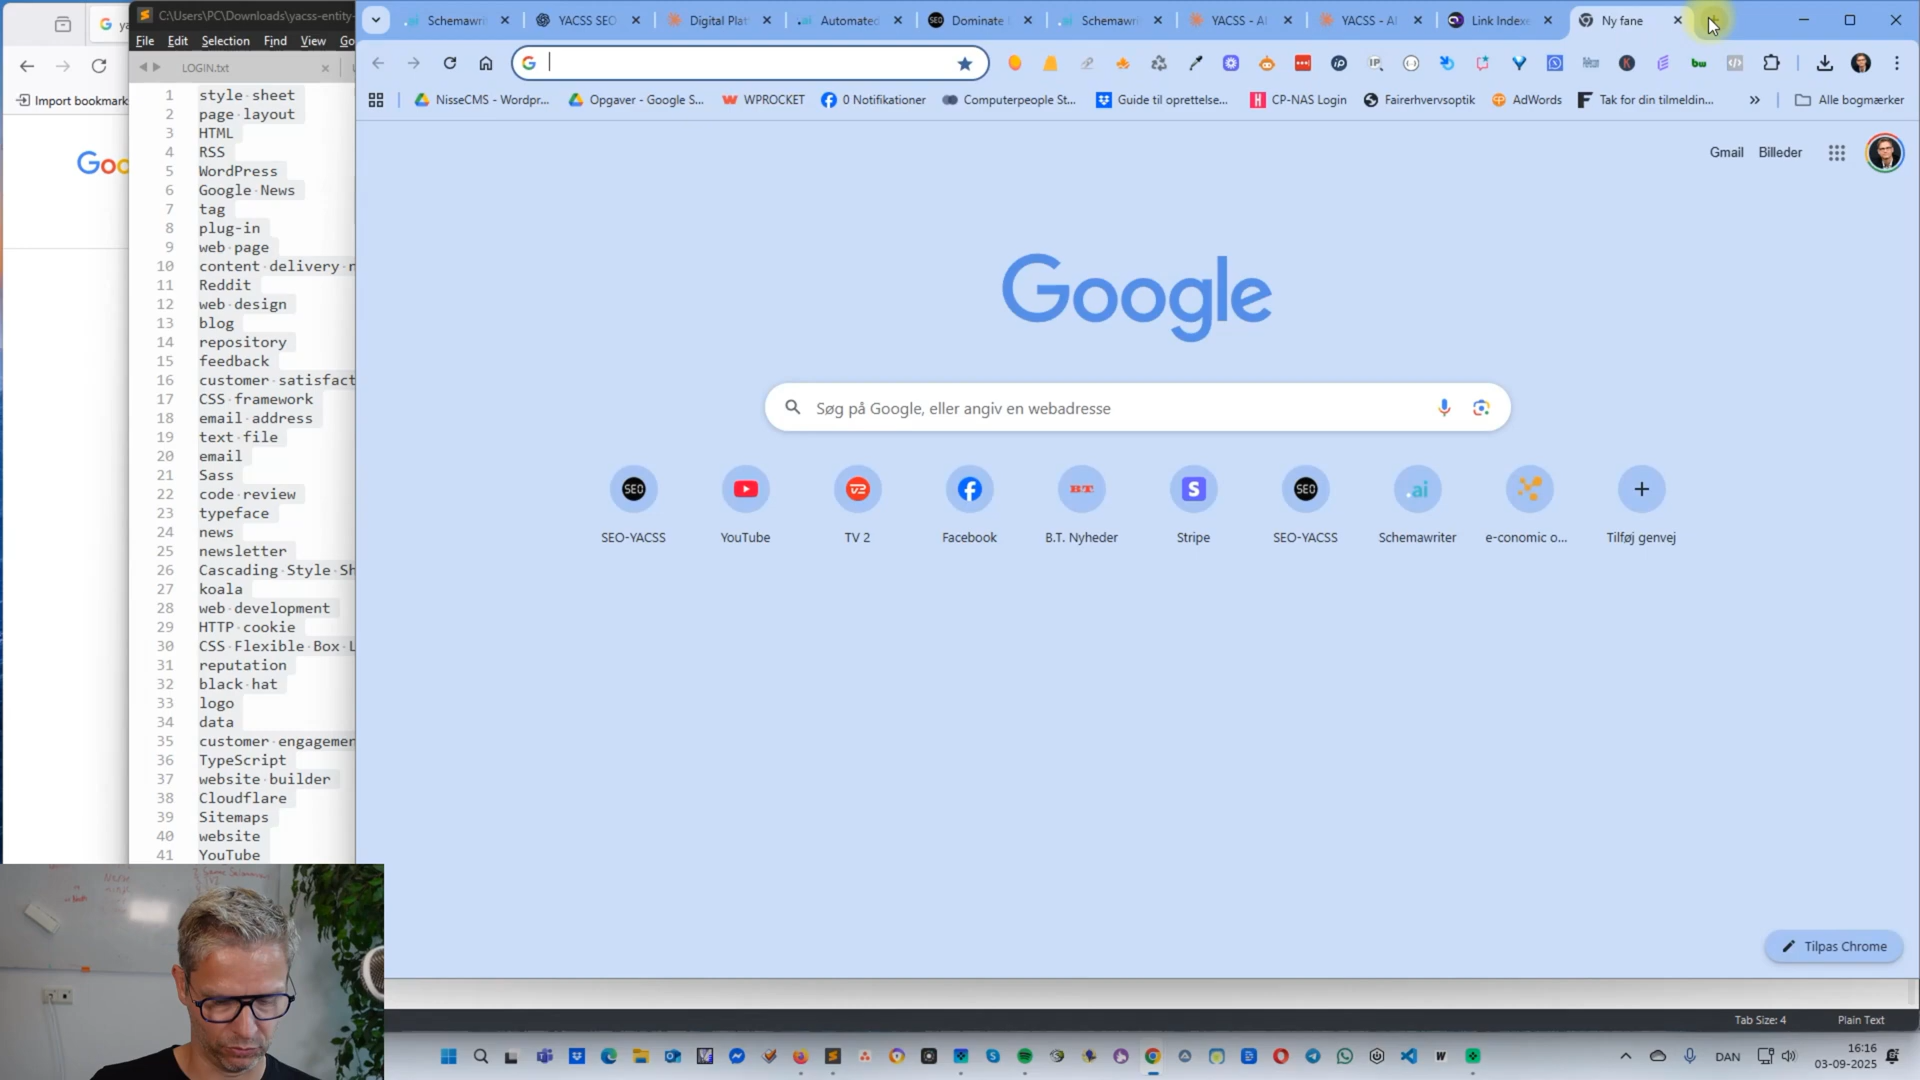 Schemawri
YACSS SEO
Digital Plat
Automated
Dominate
Schemawri
YACSS - AI
YACSS - AI
Link Indexe
Ny fane
C:\Users\PC\Downloads\yacss-entity-
File Edit Selection Find View Go
LOGIN.txt
Import bookmark
NisseCMS - Wordpr...
Opgaver - Google S...
WPROCKET
0 Notifikationer
Computerpeople St...
Guide til oprettelse...
CP-NAS Login
Fairerhvervsoptik
AdWords
Tak for din tilmeldin...
Alle bogmærker
Gmail Billeder
Goo
1 style sheet
2 page layout
3 HTML
4 RSS
5 WordPress
6 Google News
7 tag
8 plug-in
9 web page
10 content delivery n
11 Reddit
12 web design
13 blog
14 repository
15 feedback
16 customer satisfact
17 CSS framework
18 email address
19 text file
20 email
21 Sass
22 code review
23 typeface
24 news
25 newsletter
26 Cascading Style Sh
27 koala
28 web development
29 HTTP cookie
30 CSS Flexible Box L
31 reputation
32 black hat
33 logo
34 data
35 customer engagemen
36 TypeScript
37 website builder
38 Cloudflare
39 Sitemaps
40 website
41 YouTube
Google
Søg på Google, eller angiv en webadresse
SEO-YACSS
YouTube
TV 2
Facebook
B.T. Nyheder
Stripe
SEO-YACSS
Schemawriter
e-conomic o...
Tilføj genvej
Tilpas Chrome
Tab Size: 4 Plain Text
DAN
16:16
03-09-2025